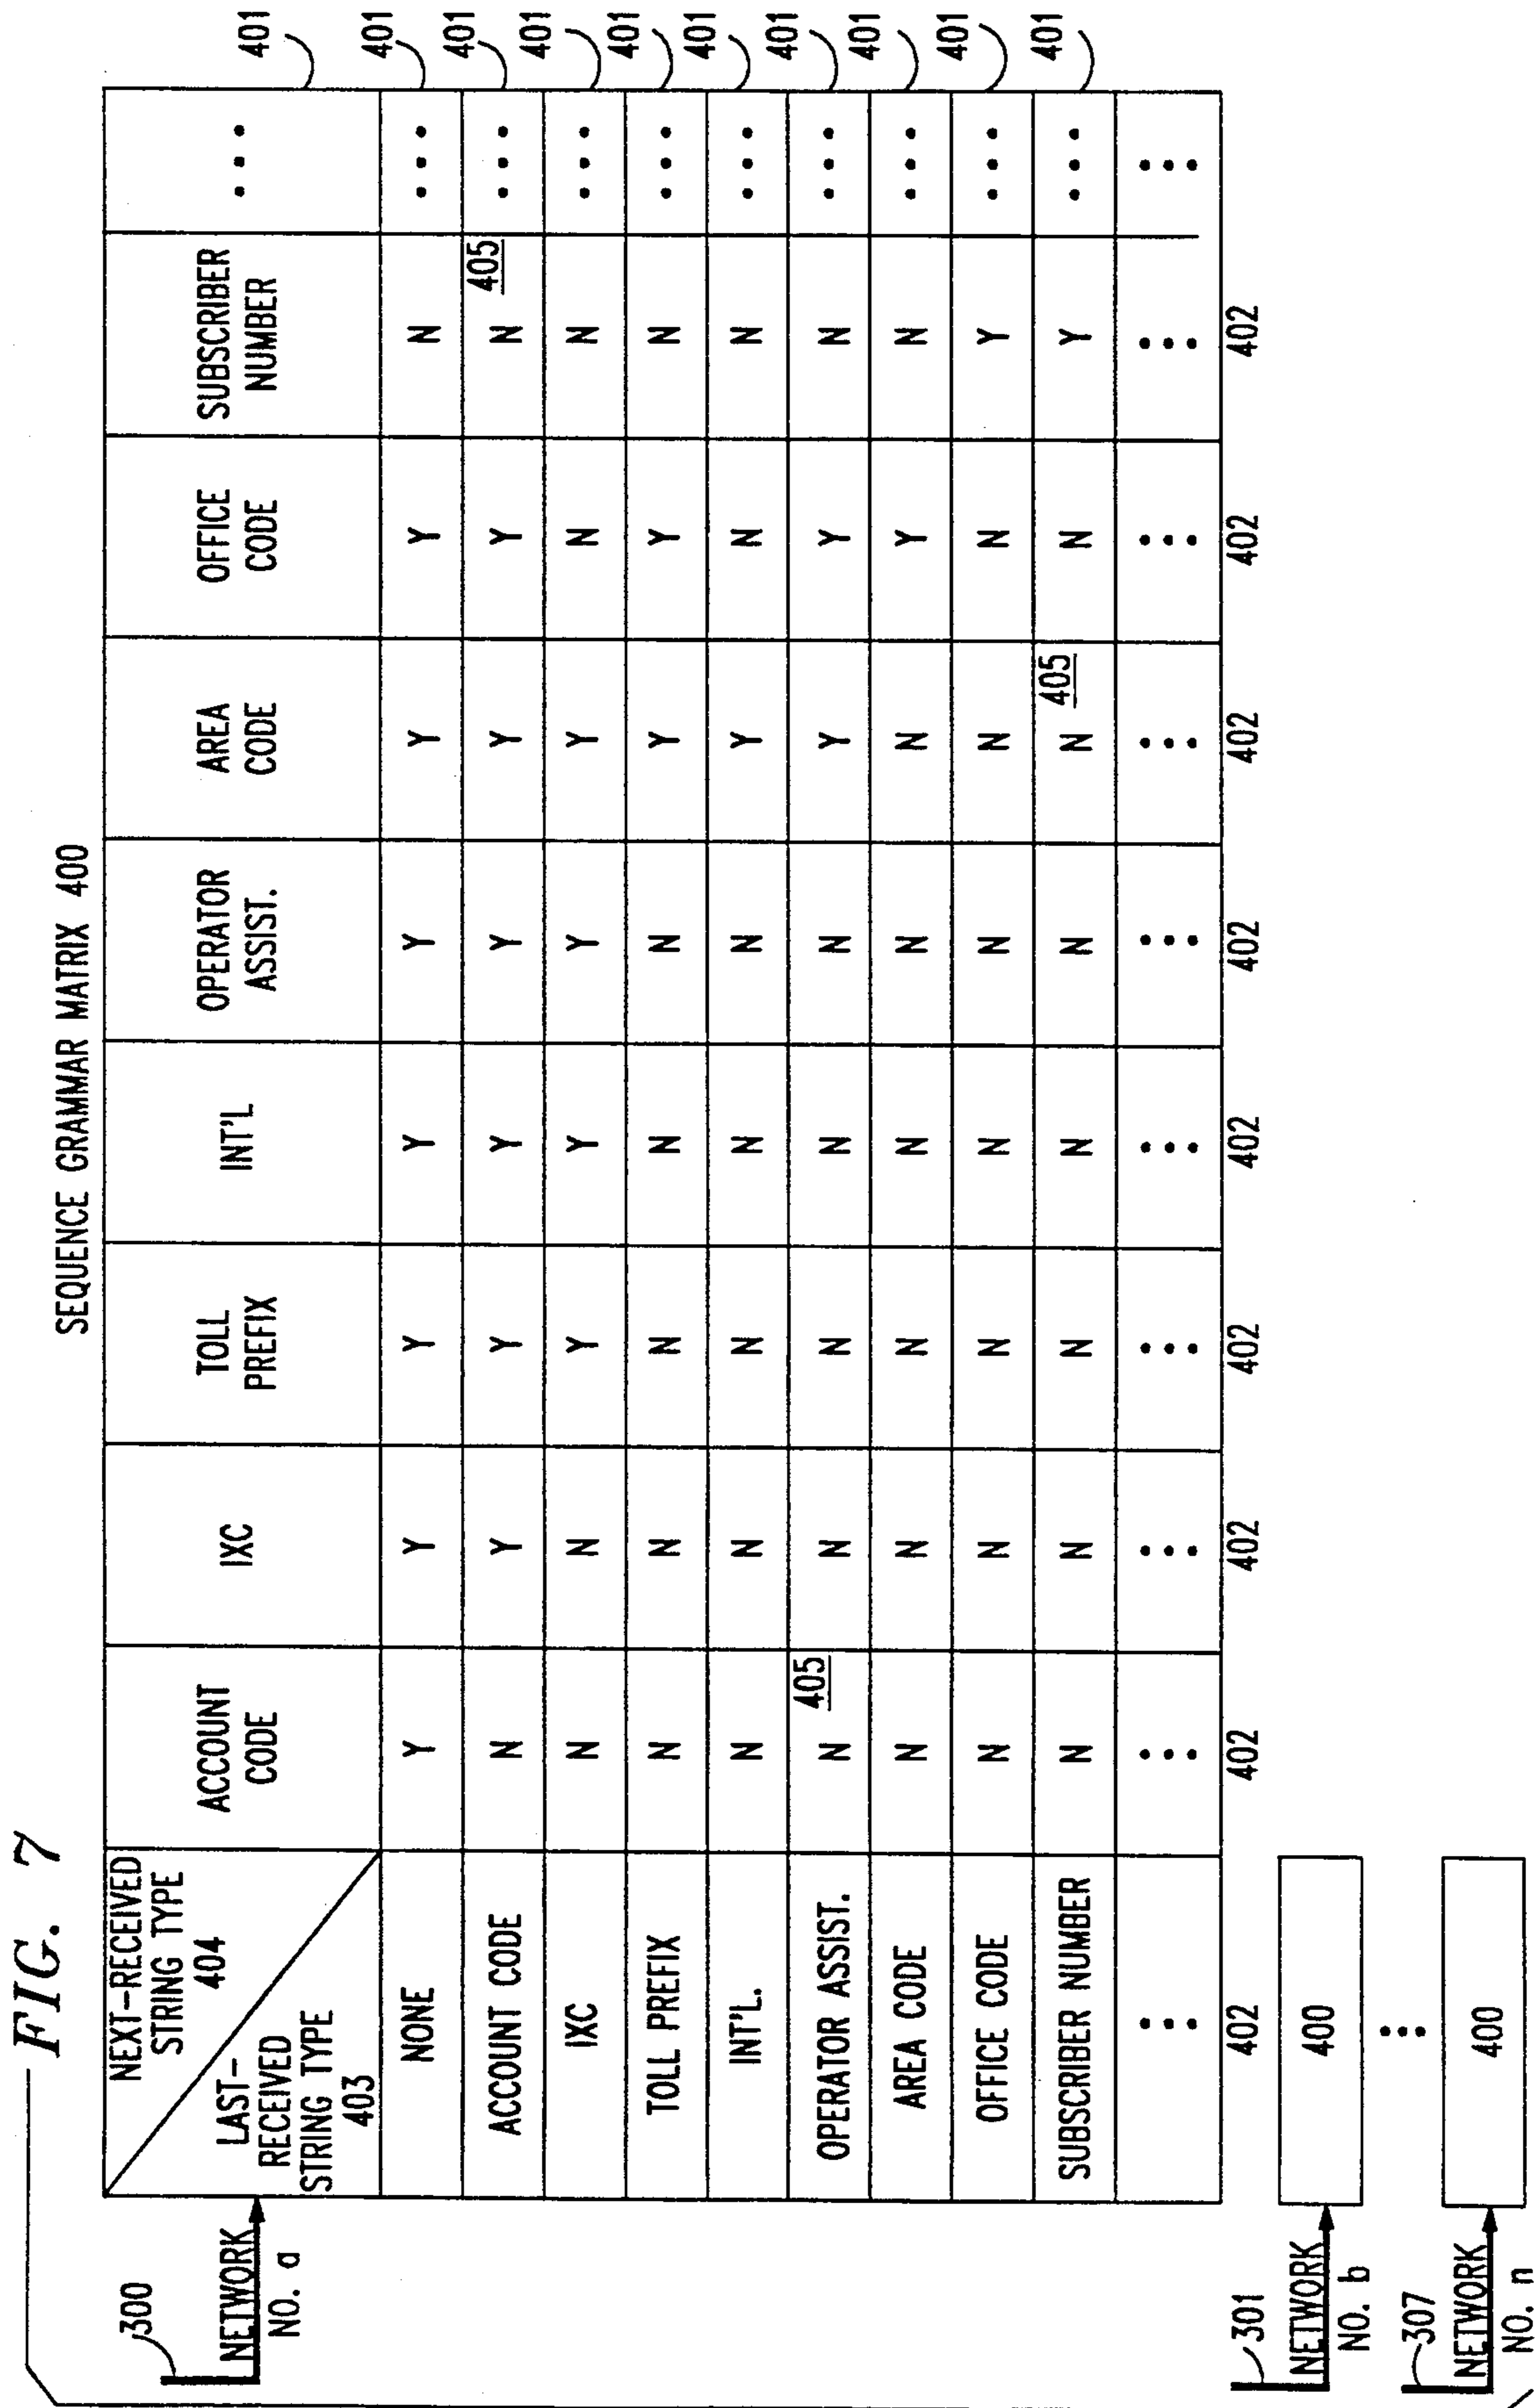 FIG. 7
SEQUENCE GRAMMAR MATRIX 400
300
NETWORK
NO. a
NEXT-RECEIVED
STRING TYPE
404
LAST-
RECEIVED
STRING TYPE
403
ACCOUNT
CODE
IXC
TOLL
PREFIX
INT'L
OPERATOR
ASSIST.
AREA
CODE
OFFICE
CODE
SUBSCRIBER
NUMBER
... 401
NONE Y Y Y Y Y Y Y N ... 401
ACCOUNT CODE N Y Y Y Y Y Y N 405 ... 401
IXC N N Y Y Y Y N N ... 401
TOLL PREFIX N N N N N Y Y N ... 401
INT'L. N N N N N Y N N ... 401
OPERATOR ASSIST. N 405 N N N N Y Y N ... 401
AREA CODE N N N N N N Y N ... 401
OFFICE CODE N N N N N N N Y ... 401
SUBSCRIBER NUMBER N N N N N N 405 N Y ... 401
... ... ... ... ... ... ... ... ... ...
402 402 402 402 402 402 402 402 402
301
NETWORK
NO. b
400
...
307
NETWORK
NO. n
400